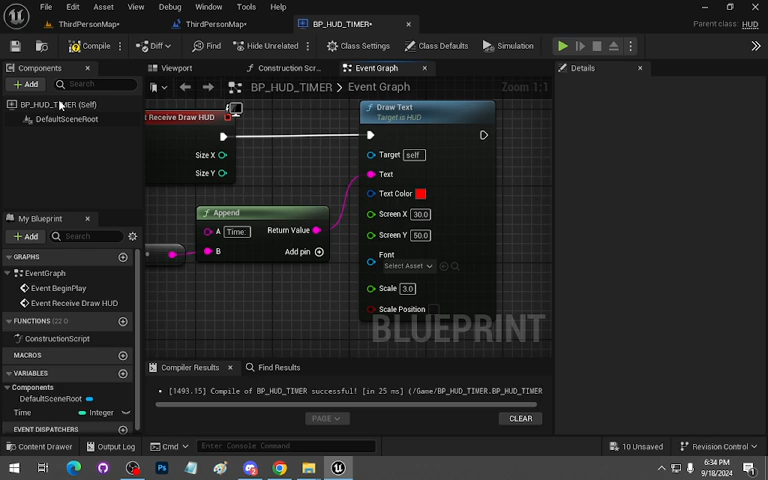 File Edit Asset View Debug Window Tools Help
ThirdPersonMap* ThirdPersonMap* BP_HUD_TIMER* Parent class: HUD
Compile Diff Find Hide Unrelated Class Settings Class Defaults Simulation
Components Viewport Construction Scr... Event Graph Details
+ Add Search BP_HUD_TIMER > Event Graph Zoom 1:1
BP_HUD_TIMER (Self)
DefaultSceneRoot
t Receive Draw HUD
Size X
Size Y
Draw Text
Target is HUD
Target self
Text
Text Color
Screen X 30.0
Screen Y 50.0
Font
Select Asset
Scale 3.0
Scale Position
Append
A Time: Return Value
B Add pin
BLUEPRINT
My Blueprint
+ Add Search
GRAPHS
EventGraph
Event BeginPlay
Event Receive Draw HUD
FUNCTIONS (22 O
ConstructionScript
MACROS
VARIABLES
Components
DefaultSceneRoot
Time Integer
EVENT DISPATCHERS
Compiler Results Find Results
[1493.15] Compile of BP_HUD_TIMER successful! [in 25 ms] (/Game/BP_HUD_TIMER.BP_HUD_TIMER
PAGE CLEAR
Content Drawer Output Log Cmd Enter Console Command 10 Unsaved Revision Control
6:34 PM
9/18/2024